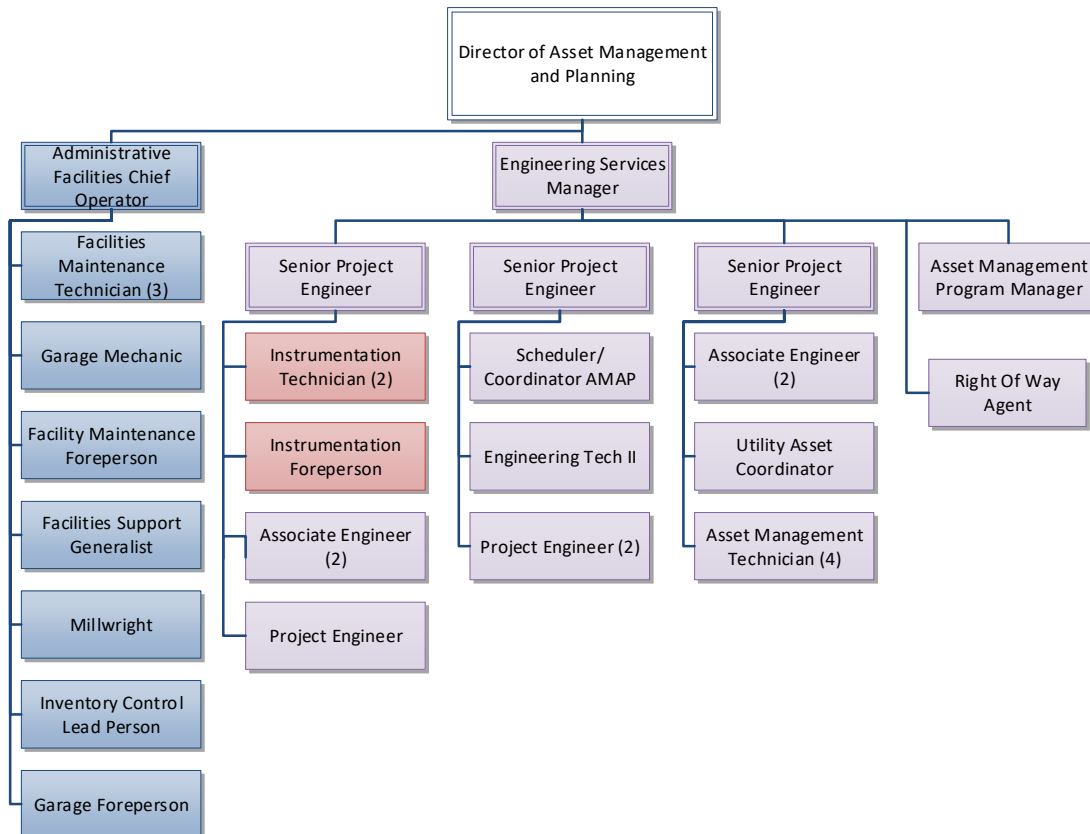 Director of Asset Management
and Planning
Administrative
Facilities Chief
Operator
Engineering Services
Manager
Facilities
Maintenance
Technician (3)
Garage Mechanic
Facility Maintenance
Foreperson
Facilities Support
Generalist
Millwright
Inventory Control
Lead Person
Garage Foreperson
Senior Project
Engineer
Instrumentation
Technician (2)
Instrumentation
Foreperson
Associate Engineer
(2)
Project Engineer
Senior Project
Engineer
Scheduler/
Coordinator AMAP
Engineering Tech II
Project Engineer (2)
Senior Project
Engineer
Associate Engineer
(2)
Utility Asset
Coordinator
Asset Management
Technician (4)
Asset Management
Program Manager
Right Of Way
Agent